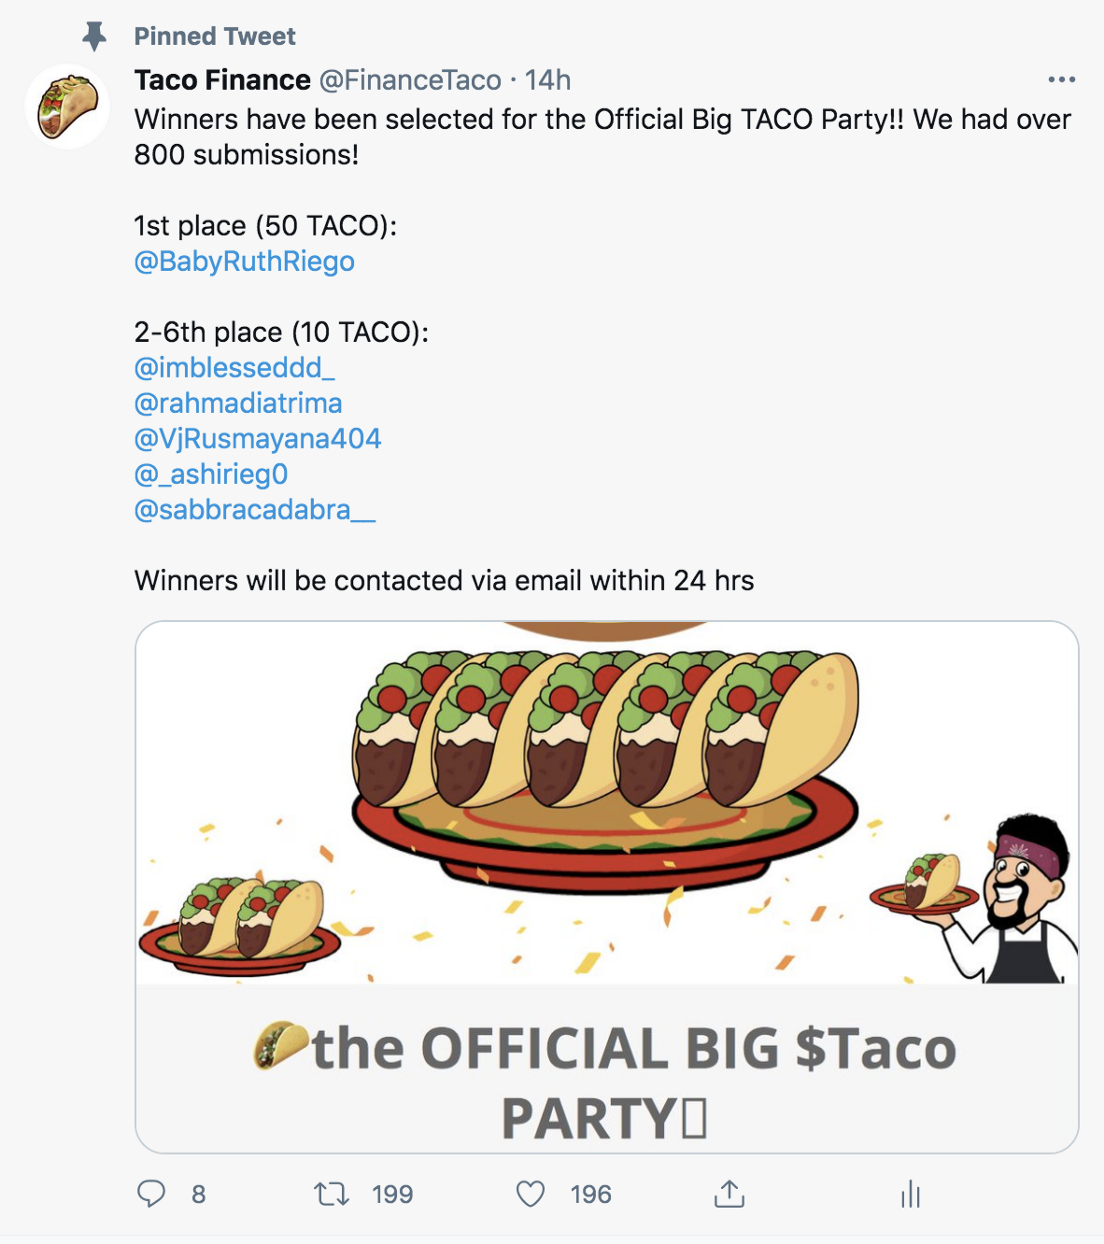 Pinned Tweet
Taco Finance @FinanceTaco · 14h
Winners have been selected for the Official Big TACO Party!! We had over
800 submissions!
1st place (50 TACO):
@BabyRuthRiego
2-6th place (10 TACO):
@imblesseddd_
@rahmadiatrima
@VjRusmayana404
@_ashirieg0
@sabbracadabra__
Winners will be contacted via email within 24 hrs
🌮the OFFICIAL BIG $Taco
PARTY▯
8 199 196